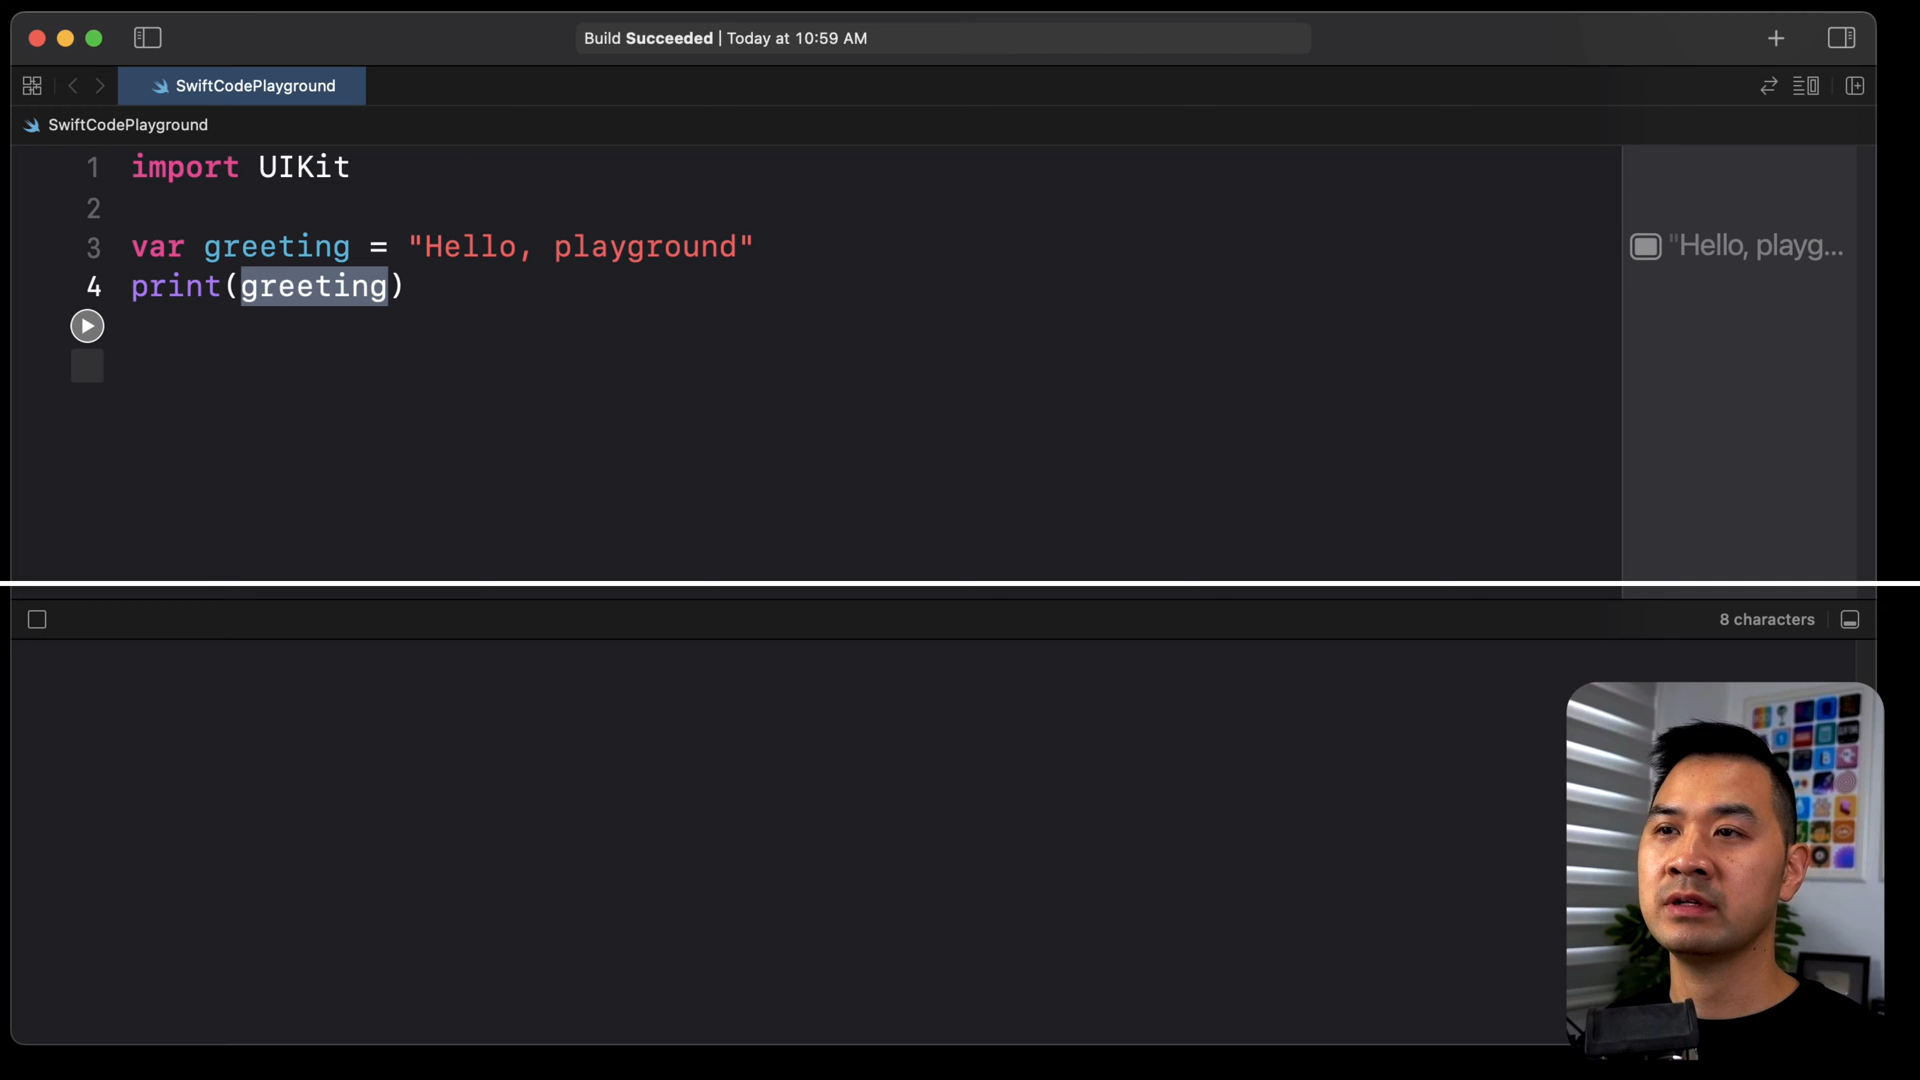 Build Succeeded | Today at 10:59 AM
SwiftCodePlayground
SwiftCodePlayground
1 import UIKit
2
3 var greeting = "Hello, playground"
"Hello, playg...
4 print(greeting)
8 characters